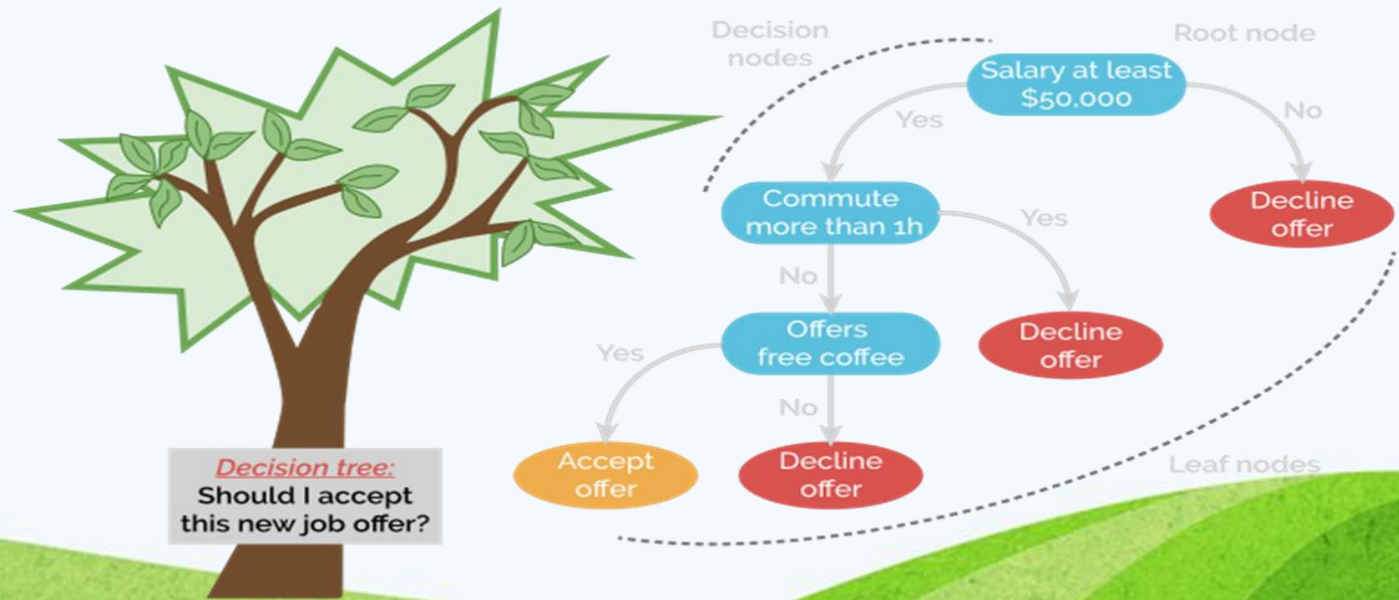 Decision
nodes
Root node
Salary at least
$50.000
Yes
No
Commute
more than 1h
Decline
offer
Yes
No
Offers
free coffee
Decline
offer
Yes
No
Accept
offer
Decline
offer
Leaf nodes
Decision tree:
Should I accept
this new job offer?